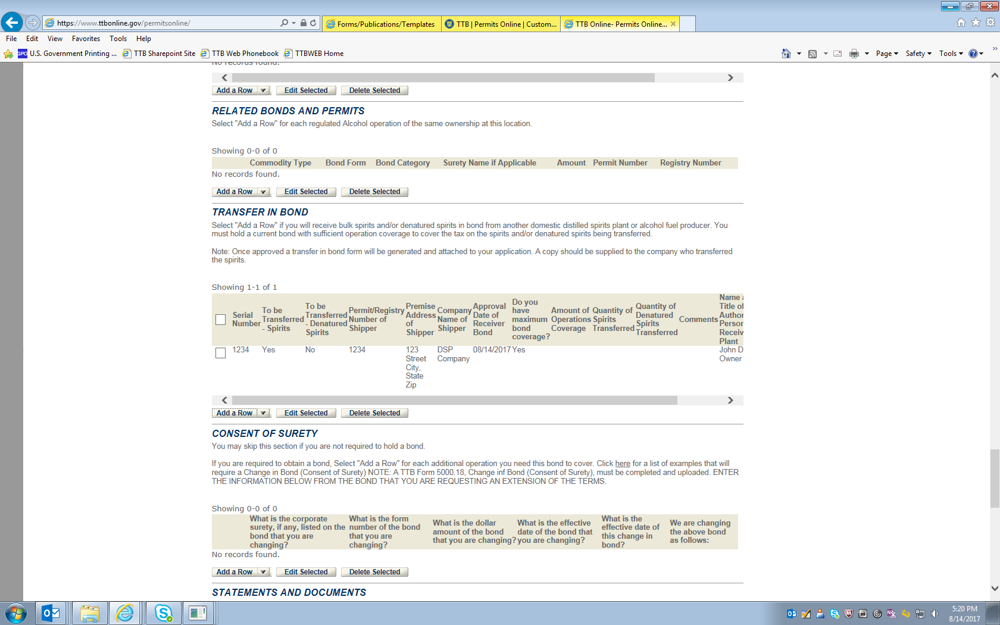 https://www.ttbonline.gov/permitsonline/
Forms/Publications/Templates
TTB | Permits Online | Custom...
TTB Online- Permits Online...
File Edit View Favorites Tools Help
GPO U.S. Government Printing ...
TTB Sharepoint Site
TTB Web Phonebook
TTBWEB Home
Page Safety Tools
No records found.
Add a Row Edit Selected Delete Selected
RELATED BONDS AND PERMITS
Select "Add a Row" for each regulated Alcohol operation of the same ownership at this location.
Showing 0-0 of 0
Commodity Type Bond Form Bond Category Surety Name if Applicable Amount Permit Number Registry Number
No records found.
Add a Row Edit Selected Delete Selected
TRANSFER IN BOND
Select "Add a Row" if you will receive bulk spirits and/or denatured spirits in bond from another domestic distilled spirits plant or alcohol fuel producer. You
must hold a current bond with sufficient operation coverage to cover the tax on the spirits and/or denatured spirits being transferred.
Note: Once approved a transfer in bond form will be generated and attached to your application. A copy should be supplied to the company who transferred
the spirits.
Showing 1-1 of 1
Serial
Number
To be
Transferred
- Spirits
To be
Transferred
- Denatured
Spirits
Permit/Registry
Number of
Shipper
Premise
Address
of
Shipper
Company
Name of
Shipper
Approval
Date of
Receiver
Bond
Do you
have
maximum
bond
coverage?
Amount of
Operations
Coverage
Quantity of
Spirits
Transferred
Quantity of
Denatured
Spirits
Transferred
Comments
Name
Title of
Author
Person
Receiv
Plant
1234
Yes
No
1234
123
Street
City,
State
Zip
DSP
Company
08/14/2017
Yes
John D
Owner
Add a Row Edit Selected Delete Selected
CONSENT OF SURETY
You may skip this section if you are not required to hold a bond.
If you are required to obtain a bond, Select "Add a Row" for each additional operation you need this bond to cover. Click here for a list of examples that will
require a Change in Bond (Consent of Surety) NOTE: A TTB Form 5000.18, Change inf Bond (Consent of Surety), must be completed and uploaded. ENTER
THE INFORMATION BELOW FROM THE BOND THAT YOU ARE REQUESTING AN EXTENSION OF THE TERMS.
Showing 0-0 of 0
What is the corporate
surety, if any, listed on the
bond that you are
changing?
What is the form
number of the bond
that you are
changing?
What is the dollar
amount of the bond
that you are changing?
What is the effective
date of the bond that
you are changing?
What is the
effective date of
this change in
bond?
We are changing
the above bond
as follows:
No records found.
Add a Row Edit Selected Delete Selected
STATEMENTS AND DOCUMENTS
5:20 PM
8/14/2017